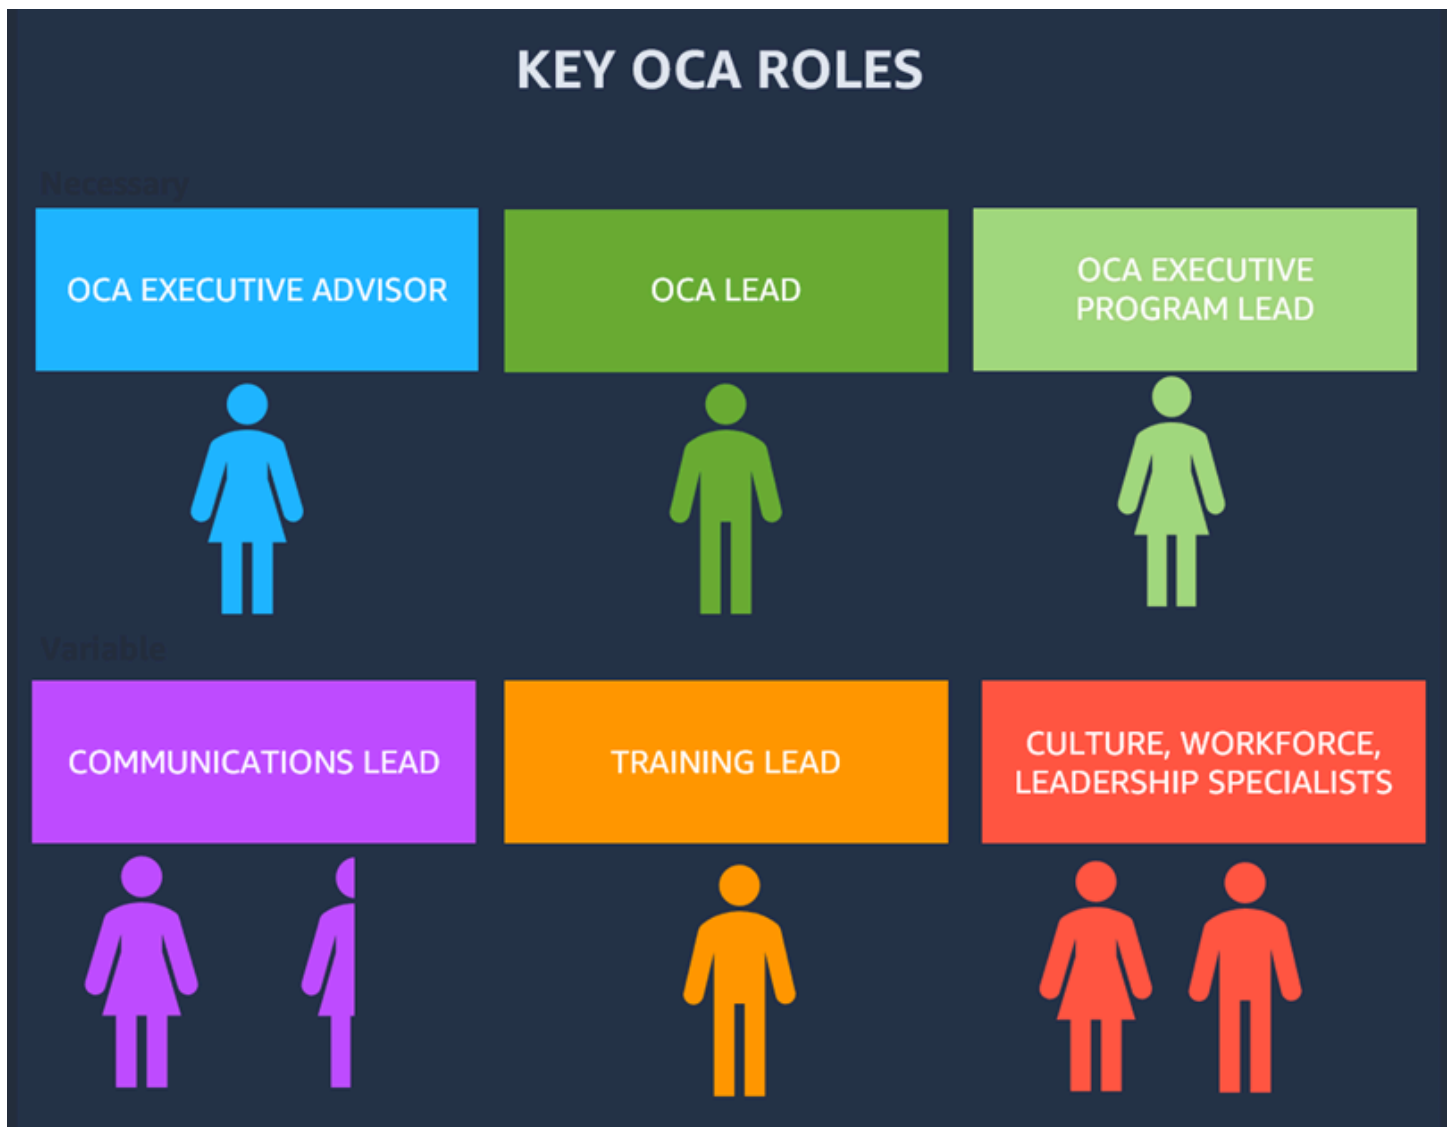 KEY OCA ROLES
Necessary
OCA EXECUTIVE ADVISOR
OCA LEAD
OCA EXECUTIVE
PROGRAM LEAD
Variable
COMMUNICATIONS LEAD
TRAINING LEAD
CULTURE, WORKFORCE,
LEADERSHIP SPECIALISTS